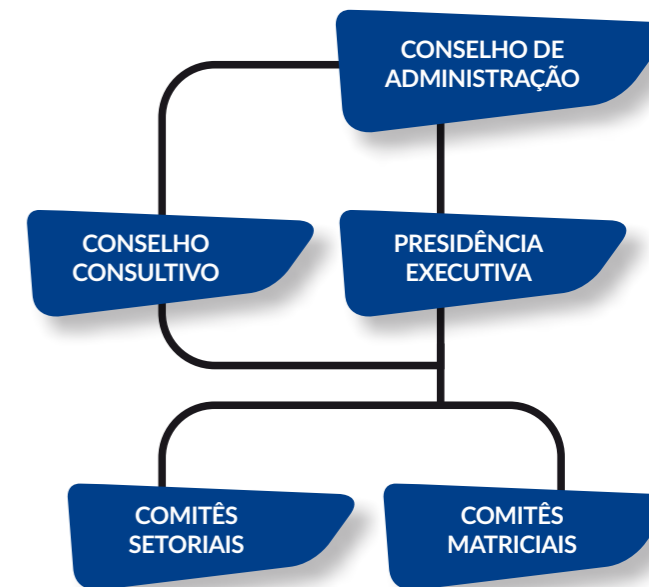 CONSELHO DE
ADMINISTRAÇÃO
CONSELHO
CONSULTIVO
PRESIDÊNCIA
EXECUTIVA
COMITÊS
SETORIAIS
COMITÊS
MATRICIAIS